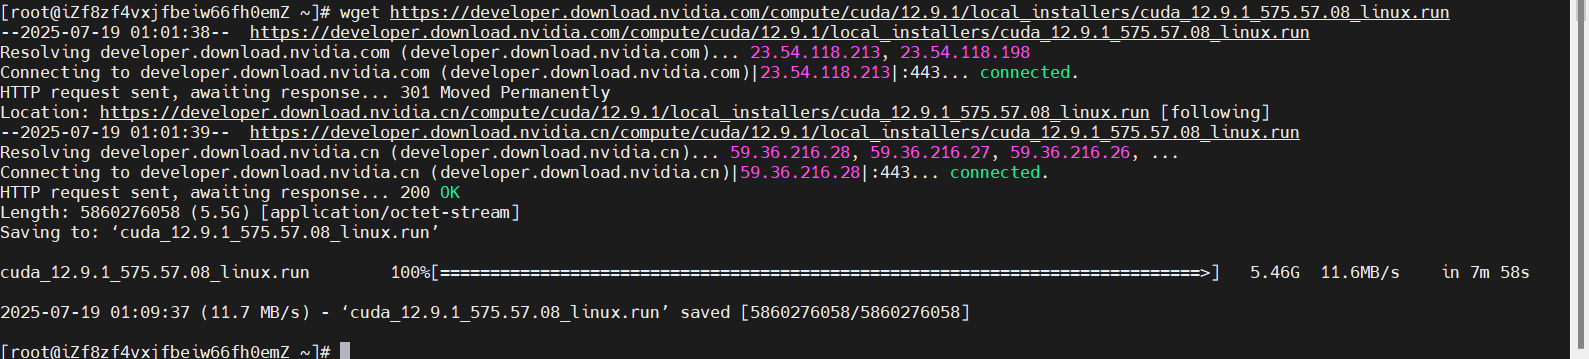 [root@iZf8zf4vxjfbeiw66fh0emZ ~]# wget https://developer.download.nvidia.com/compute/cuda/12.9.1/local_installers/cuda_12.9.1_575.57.08_linux.run
--2025-07-19 01:01:38--  https://developer.download.nvidia.com/compute/cuda/12.9.1/local_installers/cuda_12.9.1_575.57.08_linux.run
Resolving developer.download.nvidia.com (developer.download.nvidia.com)... 23.54.118.213, 23.54.118.198
Connecting to developer.download.nvidia.com (developer.download.nvidia.com)|23.54.118.213|:443... connected.
HTTP request sent, awaiting response... 301 Moved Permanently
Location: https://developer.download.nvidia.cn/compute/cuda/12.9.1/local_installers/cuda_12.9.1_575.57.08_linux.run [following]
--2025-07-19 01:01:39--  https://developer.download.nvidia.cn/compute/cuda/12.9.1/local_installers/cuda_12.9.1_575.57.08_linux.run
Resolving developer.download.nvidia.cn (developer.download.nvidia.cn)... 59.36.216.28, 59.36.216.27, 59.36.216.26, ...
Connecting to developer.download.nvidia.cn (developer.download.nvidia.cn)|59.36.216.28|:443... connected.
HTTP request sent, awaiting response... 200 OK
Length: 5860276058 (5.5G) [application/octet-stream]
Saving to: ‘cuda_12.9.1_575.57.08_linux.run’
cuda_12.9.1_575.57.08_linux.run        100%[============================================================================>]   5.46G  11.6MB/s    in 7m 58s
2025-07-19 01:09:37 (11.7 MB/s) - ‘cuda_12.9.1_575.57.08_linux.run’ saved [5860276058/5860276058]
[root@iZf8zf4vxjfbeiw66fh0emZ ~]#